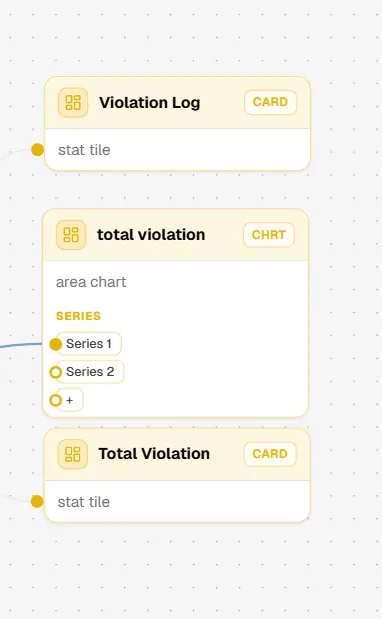 Violation Log CARD
stat tile
total violation CHRT
area chart
SERIES
Series 1
Series 2
+
Total Violation CARD
stat tile